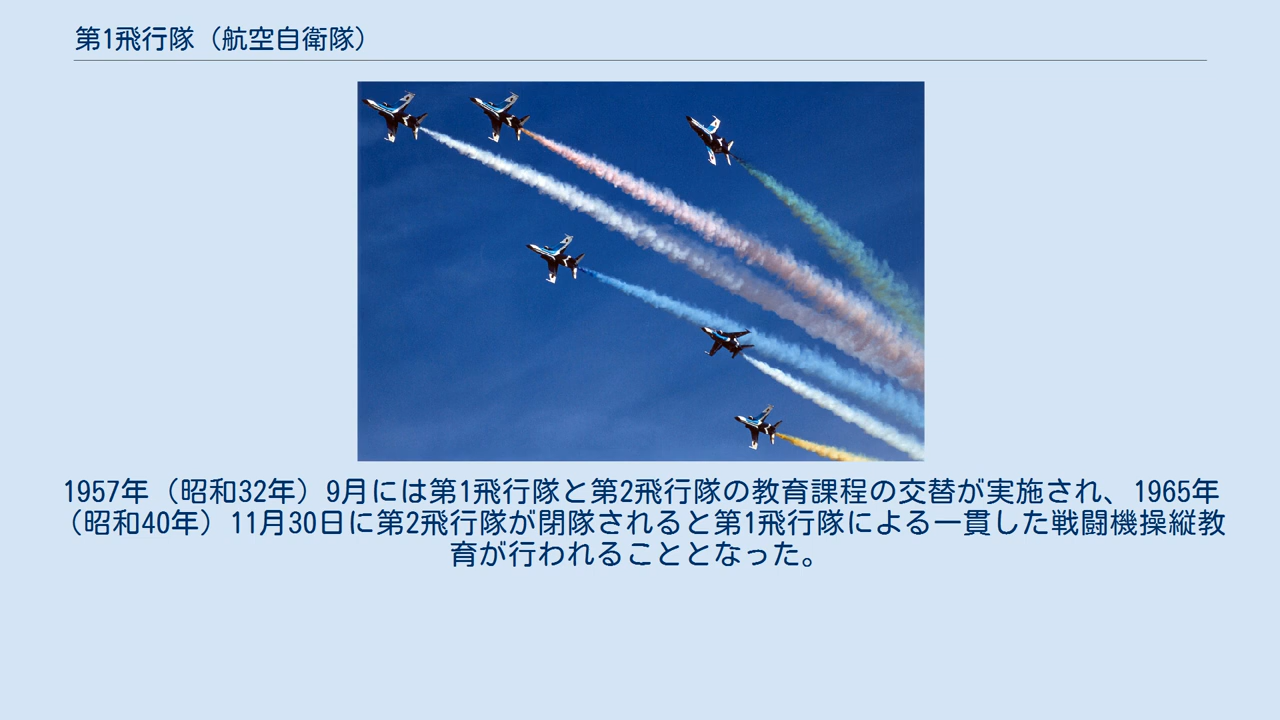 第1飛行隊（航空自衛隊）
1957年（昭和32年）9月には第1飛行隊と第2飛行隊の教育課程の交替が実施され、1965年
（昭和40年）11月30日に第2飛行隊が閉隊されると第1飛行隊による一貫した戦闘機操縦教
育が行われることとなった。